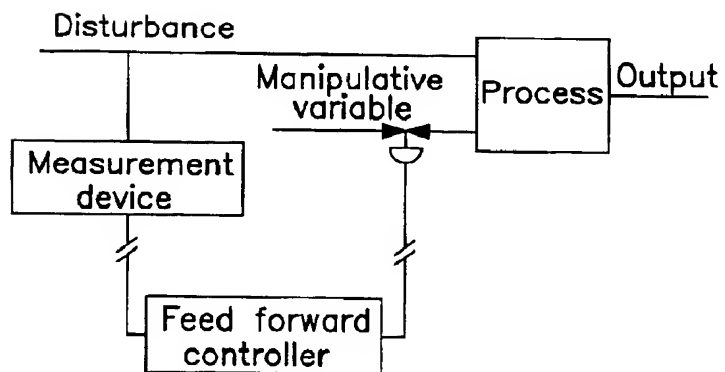 Disturbance
Manipulative
variable
Process
Output
Measurement
device
Feed forward
controller